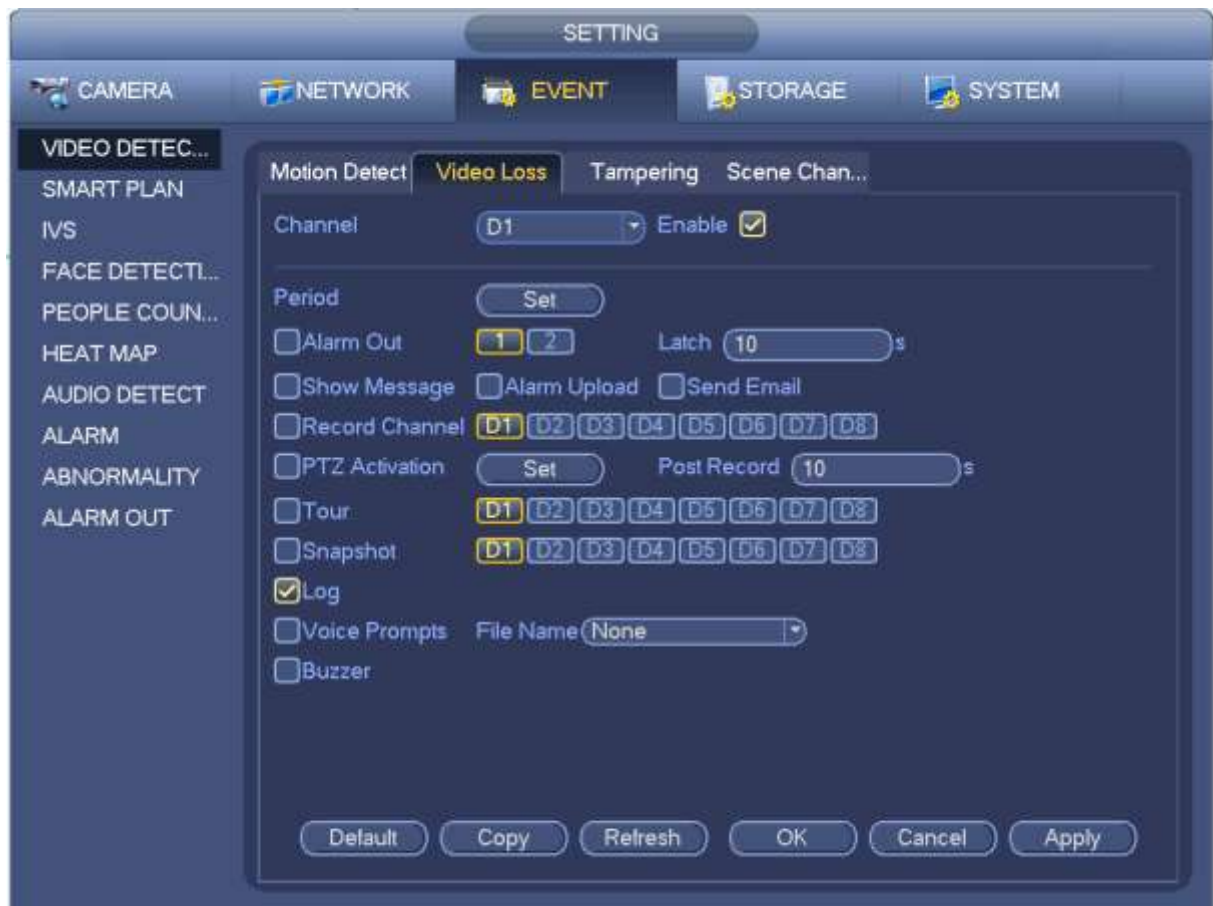 SETTING
CAMERA NETWORK EVENT STORAGE SYSTEM
VIDEO DETEC...
SMART PLAN
IVS
FACE DETECTI...
PEOPLE COUN...
HEAT MAP
AUDIO DETECT
ALARM
ABNORMALITY
ALARM OUT
Motion Detect Video Loss Tampering Scene Chan...
Channel D1 Enable
Period Set
Alarm Out 1 2 Latch 10 s
Show Message Alarm Upload Send Email
Record Channel D1 D2 D3 D4 D5 D6 D7 D8
PTZ Activation Set Post Record 10 s
Tour D1 D2 D3 D4 D5 D6 D7 D8
Snapshot D1 D2 D3 D4 D5 D6 D7 D8
Log
Voice Prompts File Name None
Buzzer
Default Copy Refresh OK Cancel Apply